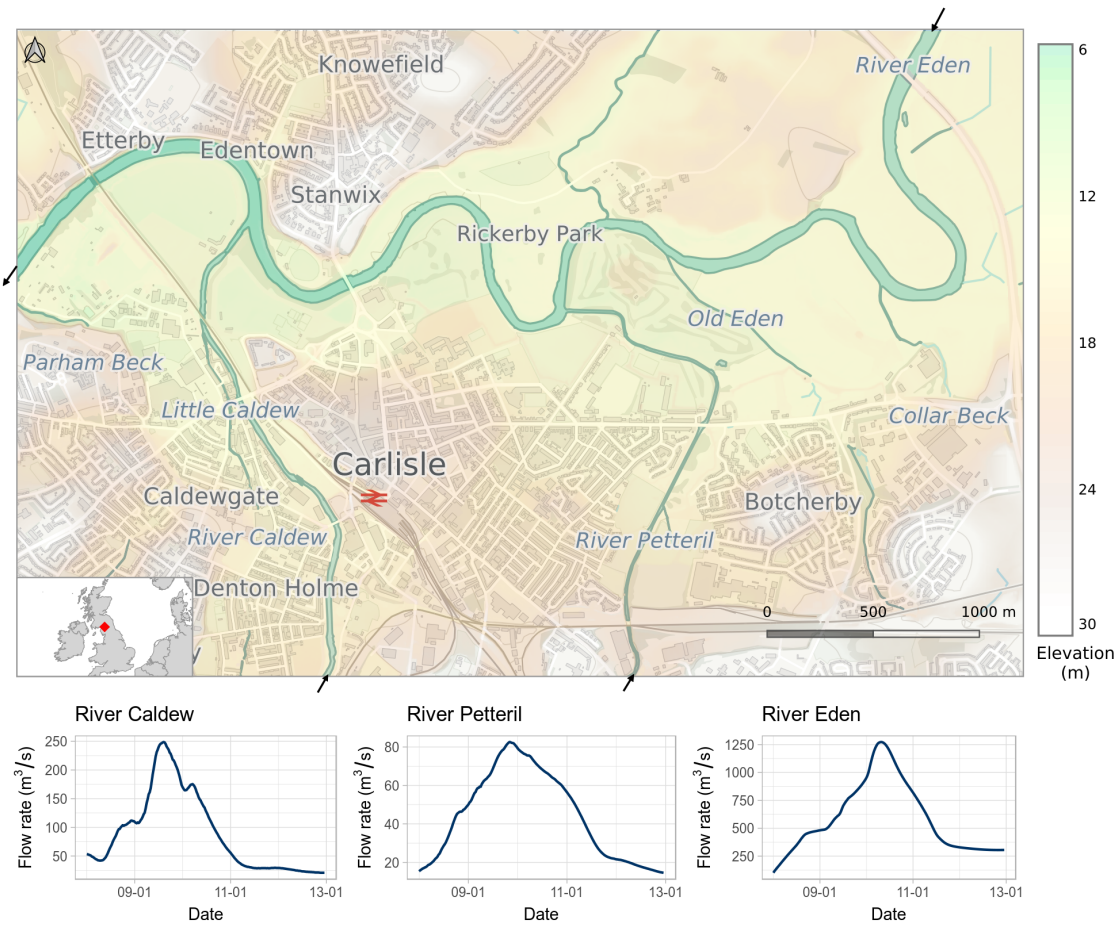 Knowefield
River Eden
6
Etterby
Edentown
Stanwix
12
Rickerby Park
Old Eden
18
Parham Beck
Little Caldew
Collar Beck
Carlisle
24
Caldewgate
Botcherby
River Caldew
River Petteril
Denton Holme
0 500 1000 m
30
Elevation
(m)
River Caldew
River Petteril
River Eden
Flow rate (m³/s)
250
200
150
100
50
09-01 11-01 13-01
Date
Flow rate (m³/s)
80
60
40
20
09-01 11-01 13-01
Date
Flow rate (m³/s)
1250
1000
750
500
250
09-01 11-01 13-01
Date